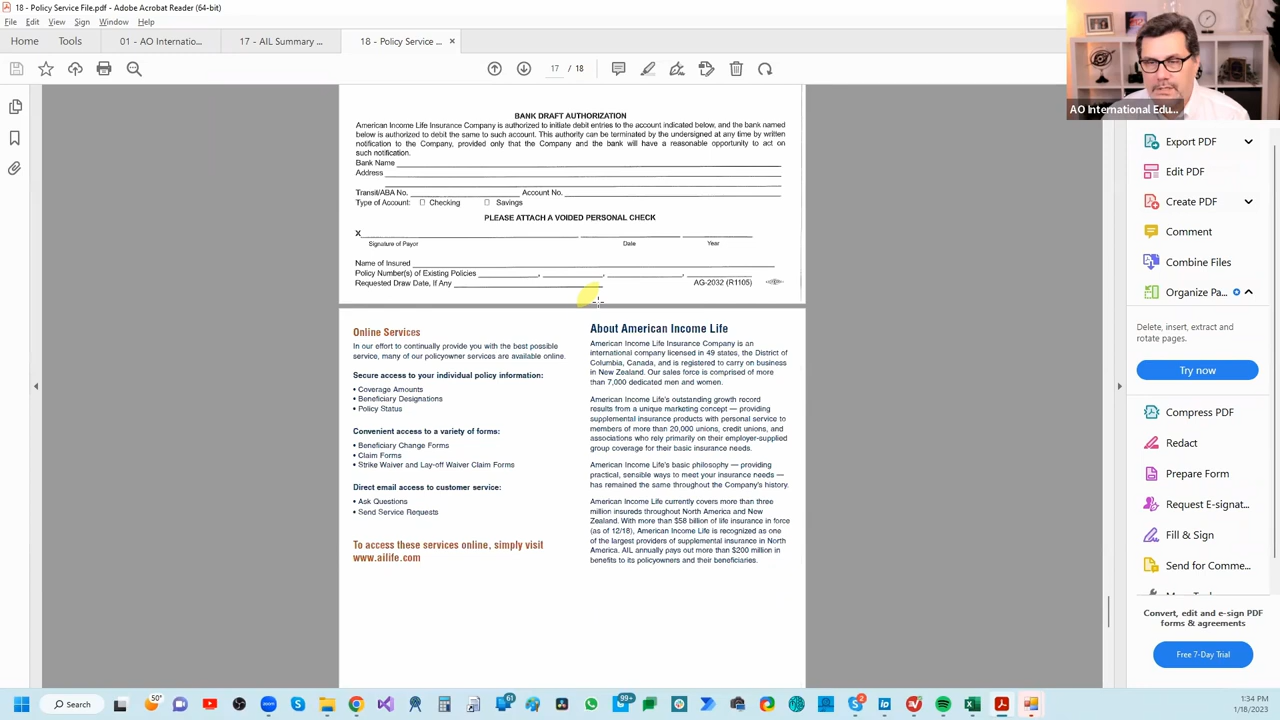 18 - Policy Service File.pdf - Adobe Acrobat Reader (64-bit)
File Edit View Sign Window Help
Home Tools 01 - AO Internatio... 17 - AIL Summary ... 18 - Policy Service ... ×
17 / 18
AO International Edu...
BANK DRAFT AUTHORIZATION
American Income Life Insurance Company is authorized to initiate debit entries to the account indicated below, and the bank named
below is authorized to debit the same to such account. This authority can be terminated by the undersigned at any time by written
notification to the Company, provided only that the Company and the bank will have a reasonable opportunity to act on
such notification.
Bank Name
Address
Transit/ABA No. Account No.
Type of Account: Checking Savings
PLEASE ATTACH A VOIDED PERSONAL CHECK
X
Signature of Payor Date Year
Name of Insured
Policy Number(s) of Existing Policies , , ,
Requested Draw Date, If Any AG-2032 (R1105)
Online Services
In our effort to continually provide you with the best possible
service, many of our policyowner services are available online.
Secure access to your individual policy information:
• Coverage Amounts
• Beneficiary Designations
• Policy Status
Convenient access to a variety of forms:
• Beneficiary Change Forms
• Claim Forms
• Strike Waiver and Lay-off Waiver Claim Forms
Direct email access to customer service:
• Ask Questions
• Send Service Requests
To access these services online, simply visit
www.ailife.com
About American Income Life
American Income Life Insurance Company is an
international company licensed in 49 states, the District of
Columbia, Canada, and is registered to carry on business
in New Zealand. Our sales force is comprised of more
than 7,000 dedicated men and women.
American Income Life's outstanding growth record
results from a unique marketing concept — providing
supplemental insurance products with personal service to
members of more than 20,000 unions, credit unions, and
associations who rely primarily on their employer-supplied
group coverage for their basic insurance needs.
American Income Life's basic philosophy — providing
practical, sensible ways to meet your insurance needs —
has remained the same throughout the Company's history.
American Income Life currently covers more than three
million insureds throughout North America and New
Zealand. With more than $58 billion of life insurance in force
(as of 12/18), American Income Life is recognized as one
of the largest providers of supplemental insurance in North
America. AIL annually pays out more than $200 million in
benefits to its policyowners and their beneficiaries.
Export PDF
Edit PDF
Create PDF
Comment
Combine Files
Organize Pa...
Delete, insert, extract and
rotate pages.
Try now
Compress PDF
Redact
Prepare Form
Request E-signat...
Fill & Sign
Send for Comme...
Convert, edit and e-sign PDF
forms & agreements
Free 7-Day Trial
Search
50°
61
99+
2
1:34 PM
1/18/2023